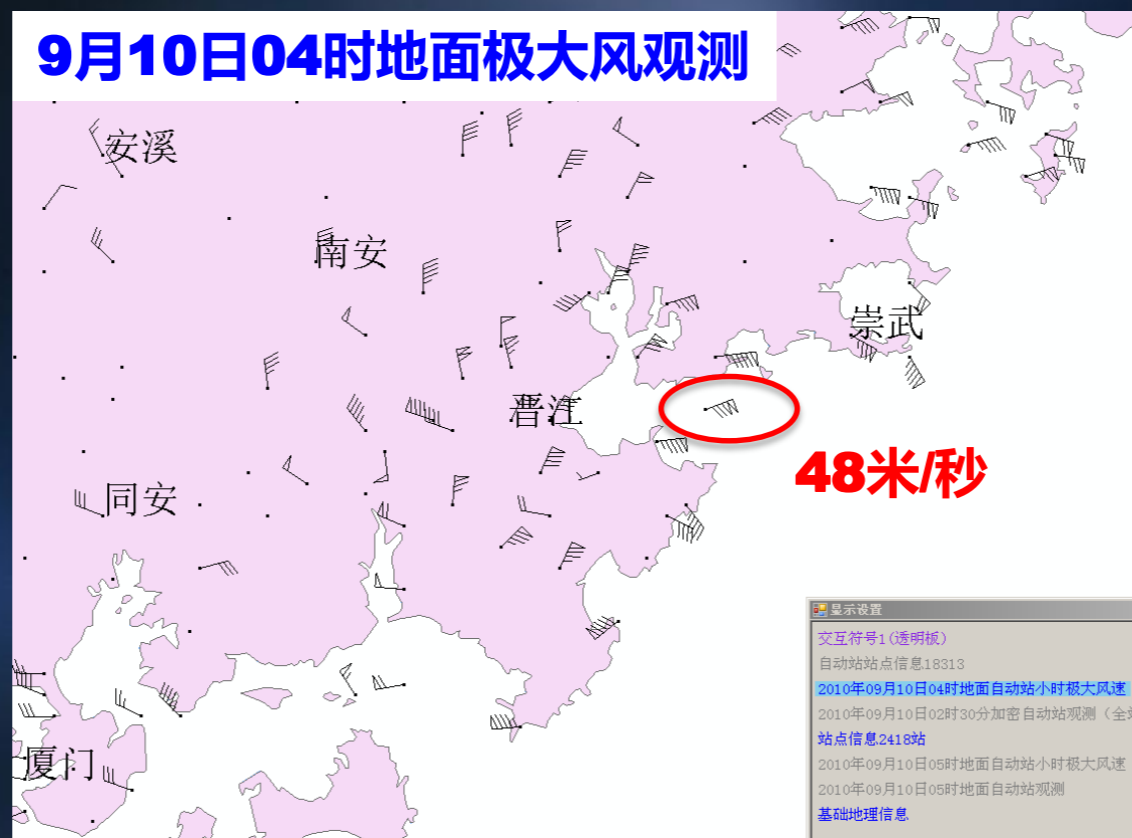 9月10日04时地面极大风观测
安溪
南安
崇武
晋江
48米/秒
同安
厦门
显示设置
交互符号1(透明板)
自动站站点信息18313
2010年09月10日04时地面自动站小时极大风速
2010年09月10日02时30分加密自动站观测（全
站点信息2418站
2010年09月10日05时地面自动站小时极大风速
2010年09月10日05时地面自动站观测
基础地理信息